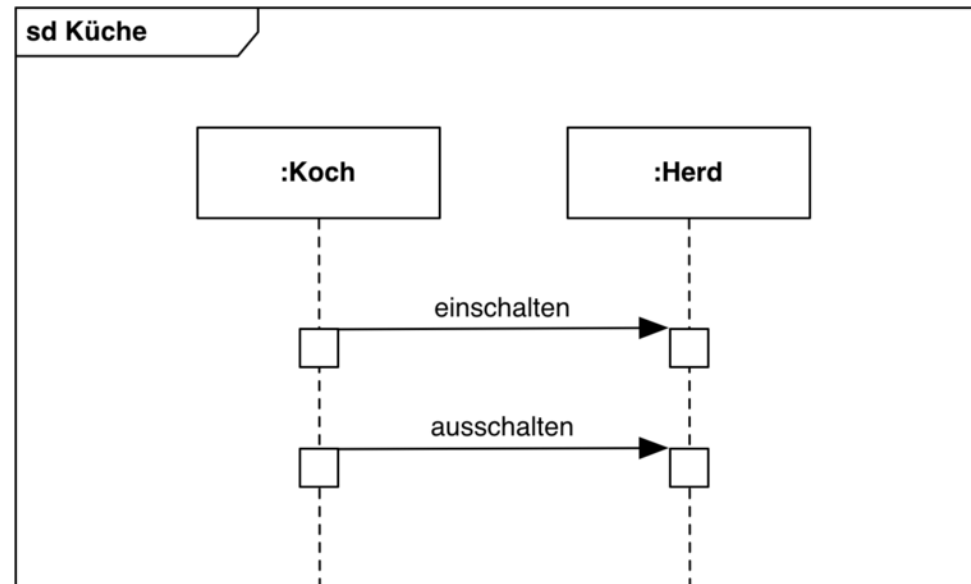 sd Küche
:Koch
:Herd
einschalten
ausschalten